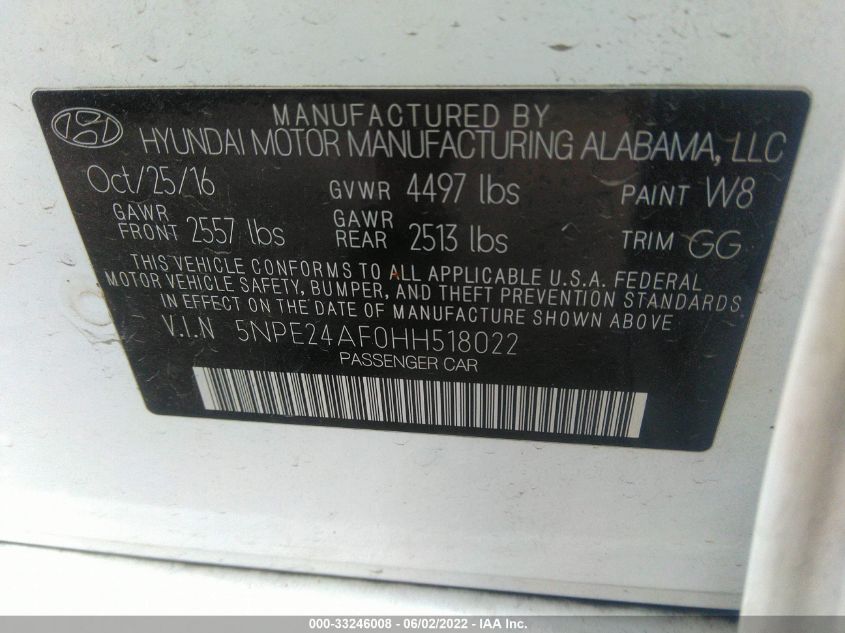 MANUFACTURED BY
HYUNDAI MOTOR MANUFACTURING ALABAMA, LLC
Oct/25/16 GVWR 4497 lbs PAINT W8
GAWR FRONT 2557 lbs GAWR REAR 2513 lbs TRIM GG
THIS VEHICLE CONFORMS TO ALL APPLICABLE U.S.A. FEDERAL
MOTOR VEHICLE SAFETY, BUMPER, AND THEFT PREVENTION STANDARDS
IN EFFECT ON THE DATE OF MANUFACTURE SHOWN ABOVE.
V.I.N 5NPE24AF0HH518022
PASSENGER CAR
000-33246008 - 06/02/2022 - IAA Inc.